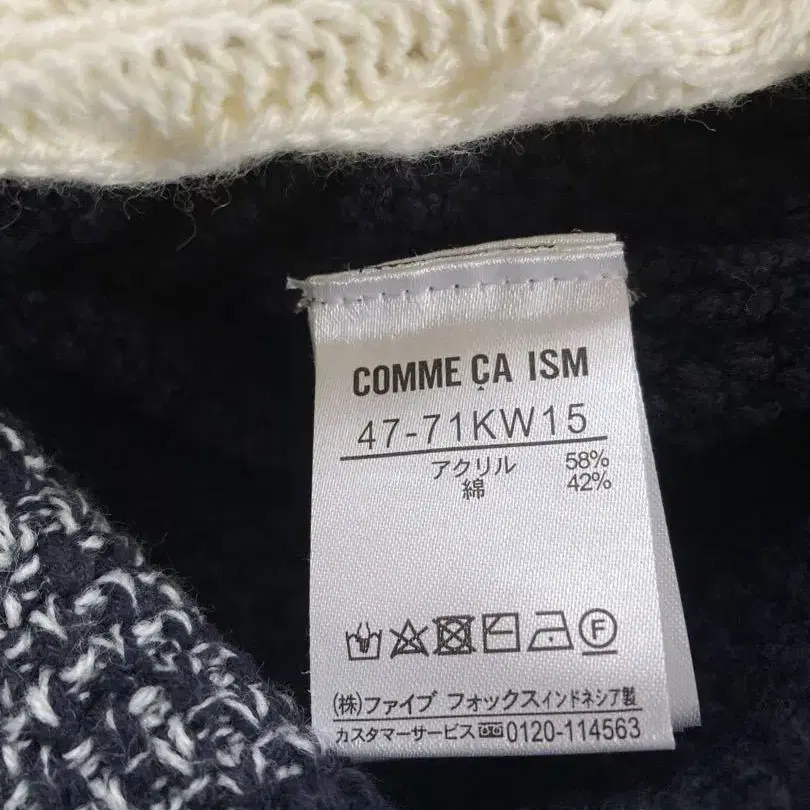 COMME ÇA ISM
47-71KW15
アクリル 58%
綿 42%
F
(株)ファイブ フォックスインドネシア製
カスタマーサービス 0120-114563